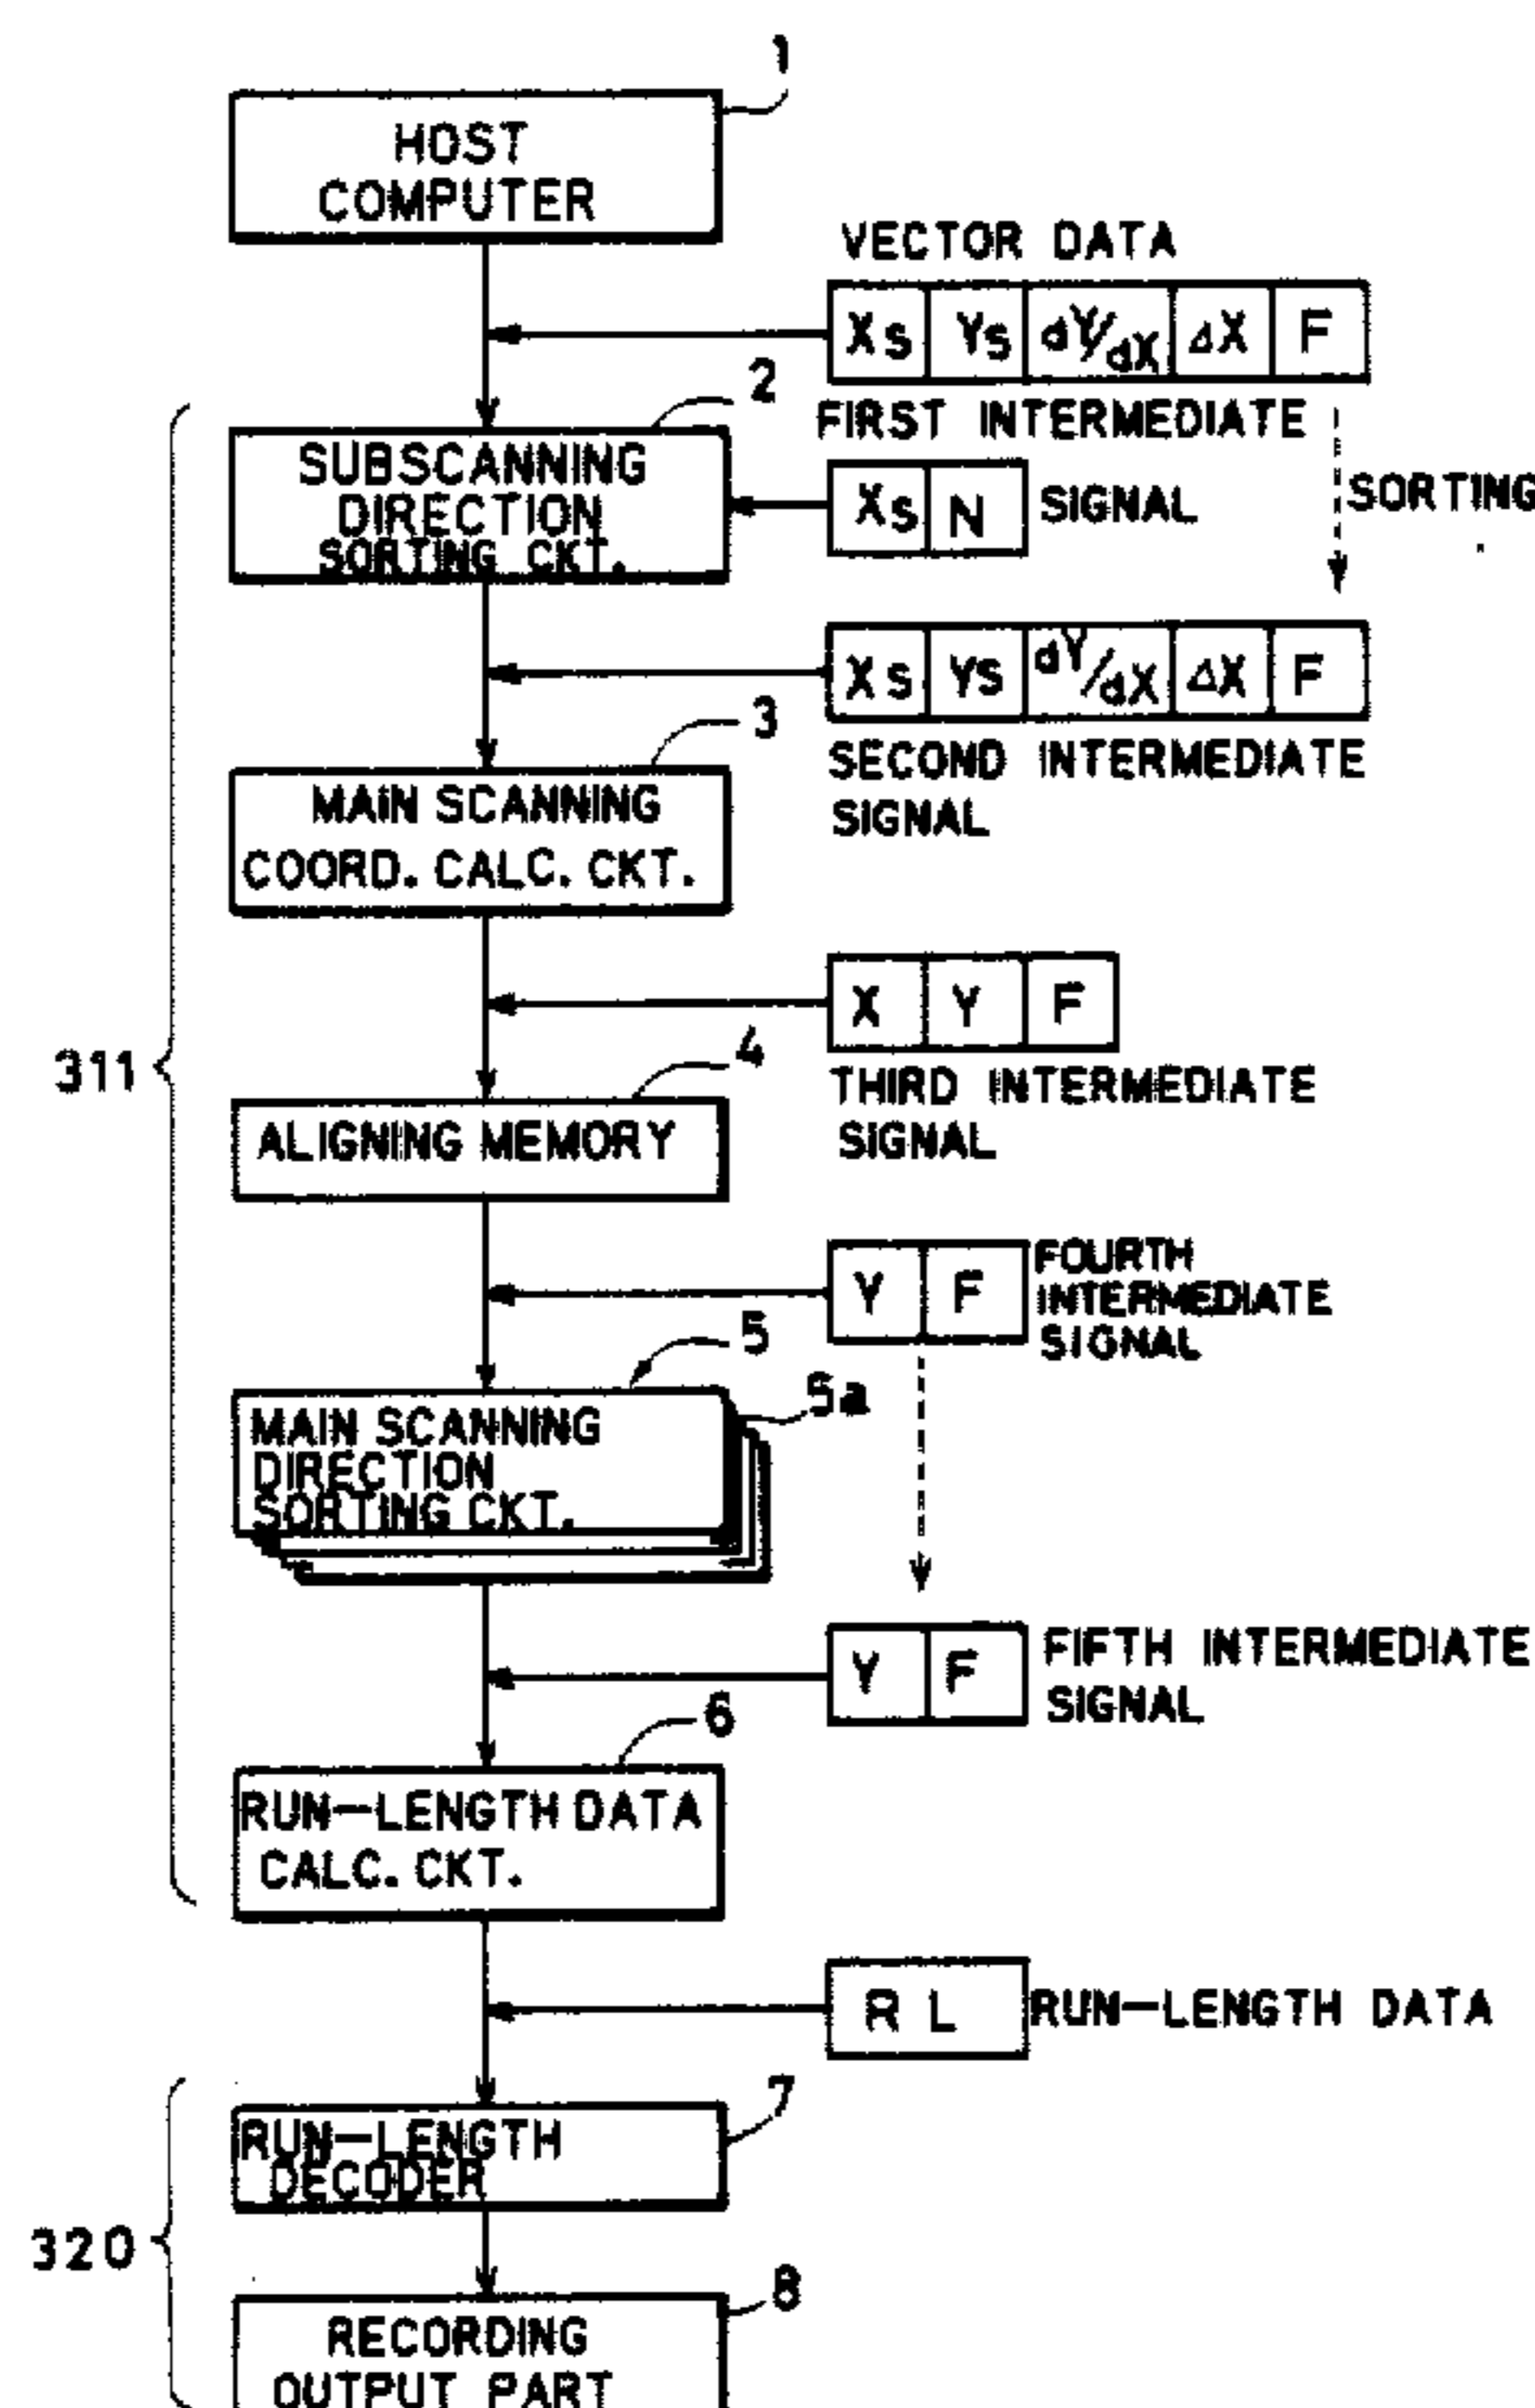 1
HOST
COMPUTER
VECTOR DATA
Xs Ys dY/dX ΔX F
2
FIRST INTERMEDIATE
SUBSCANNING
DIRECTION
SORTING CKT.
Xs N SIGNAL
SORTING
Xs YS dY/dX ΔX F
3
SECOND INTERMEDIATE
SIGNAL
MAIN SCANNING
COORD. CALC. CKT.
X Y F
311
4
THIRD INTERMEDIATE
SIGNAL
ALIGNING MEMORY
Y F
FOURTH
INTERMEDIATE
SIGNAL
5
5a
MAIN SCANNING
DIRECTION
SORTING CKT.
Y F
FIFTH INTERMEDIATE
SIGNAL
6
RUN-LENGTH DATA
CALC. CKT.
R L RUN-LENGTH DATA
7
RUN-LENGTH
DECODER
320
8
RECORDING
OUTPUT PART